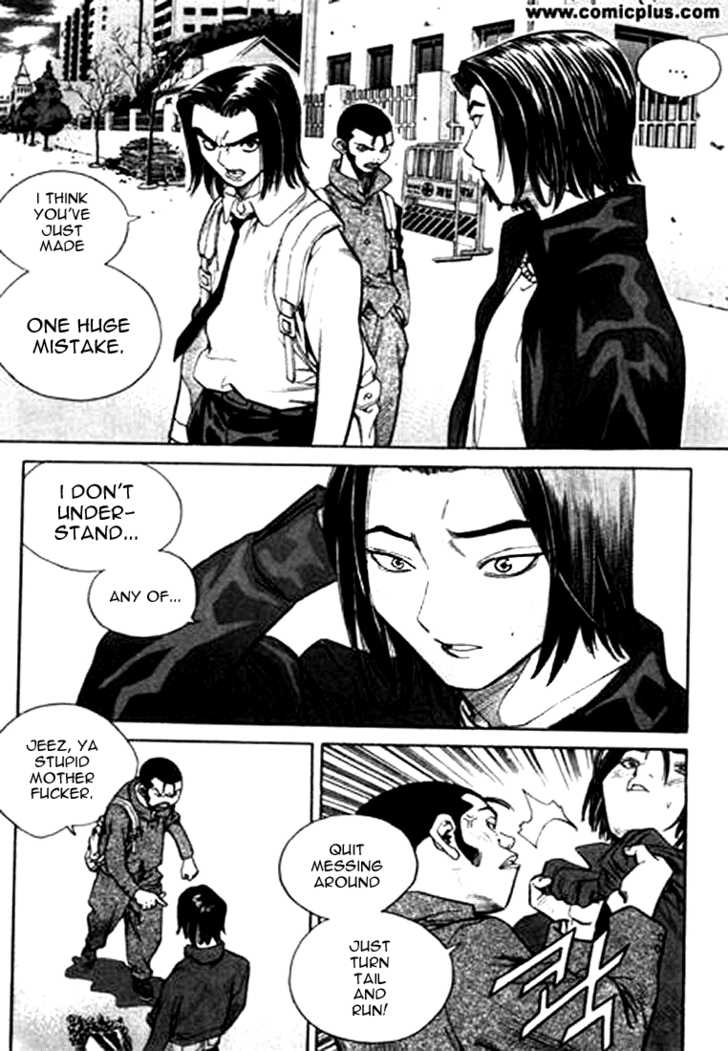 www.comicplus.com
...
I THINK
YOU'VE
JUST
MADE
ONE HUGE
MISTAKE.
I DON'T
UNDER-
STAND...
ANY OF...
JEEZ, YA
STUPID
MOTHER
FUCKER.
QUIT
MESSING
AROUND
JUST
TURN
TAIL
AND
RUN!